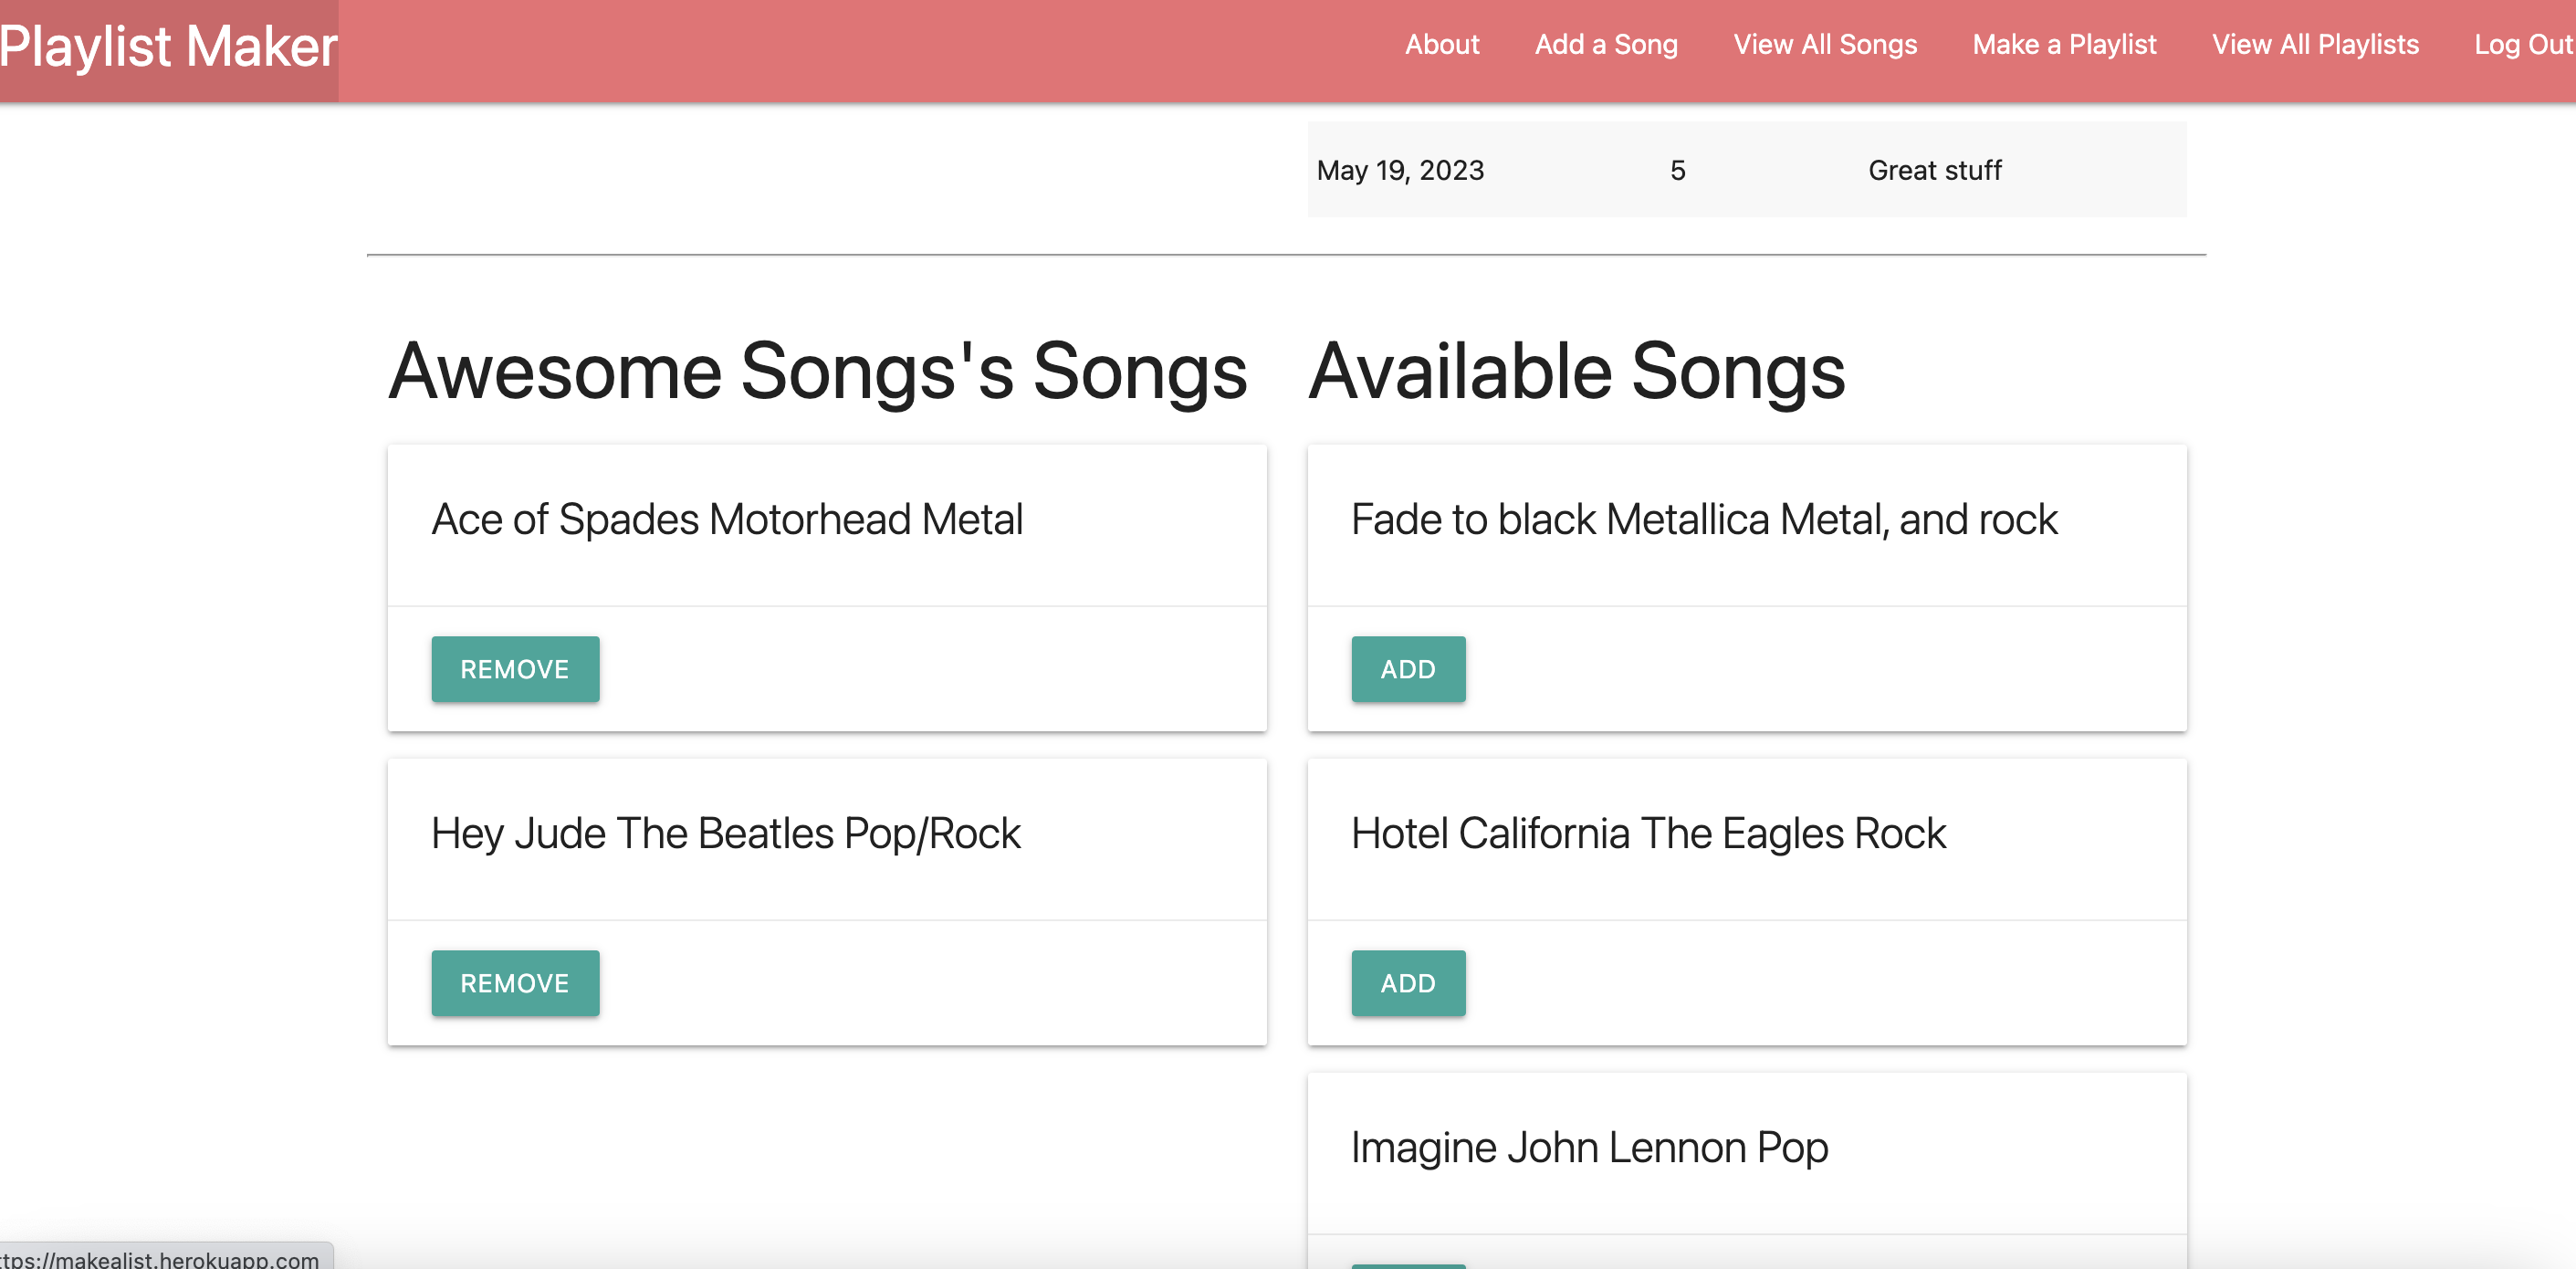 Playlist Maker
About Add a Song View All Songs Make a Playlist View All Playlists Log Out
May 19, 2023 5 Great stuff
Awesome Songs's Songs
Ace of Spades Motorhead Metal
REMOVE
Hey Jude The Beatles Pop/Rock
REMOVE
Available Songs
Fade to black Metallica Metal, and rock
ADD
Hotel California The Eagles Rock
ADD
Imagine John Lennon Pop
tps://makealist.herokuapp.com